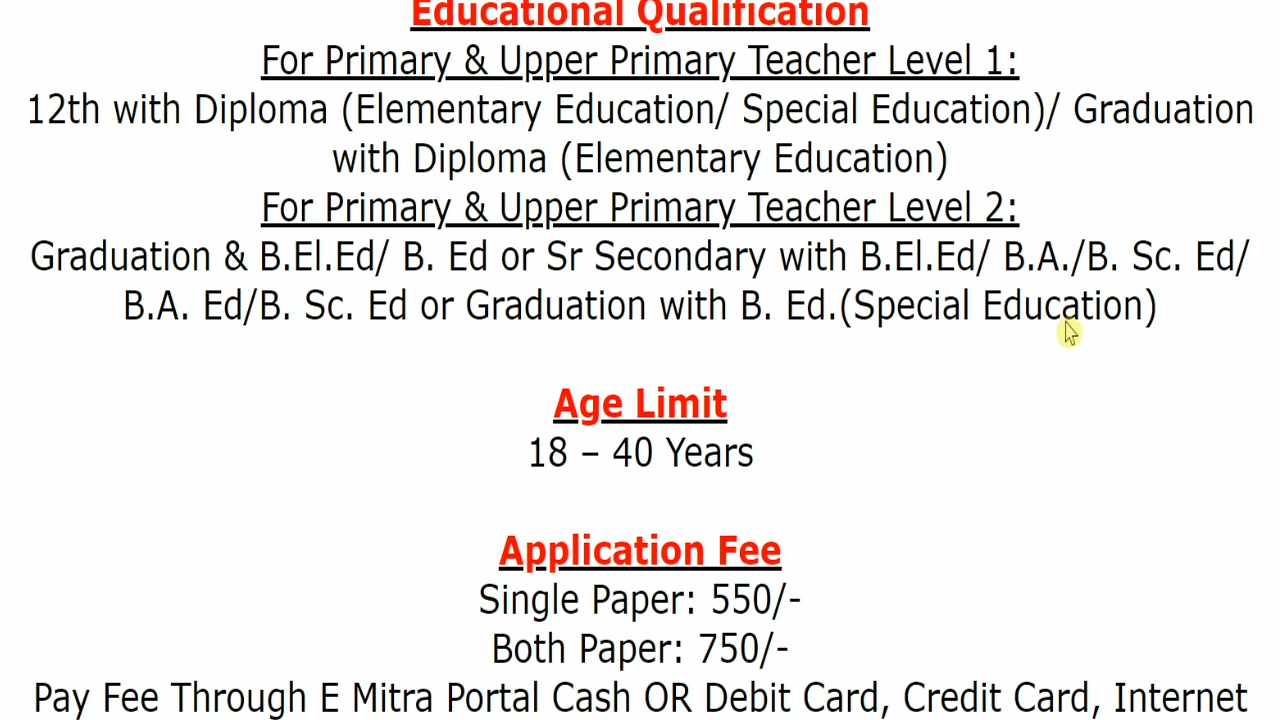 Educational Qualification
For Primary & Upper Primary Teacher Level 1:
12th with Diploma (Elementary Education/ Special Education)/ Graduation
with Diploma (Elementary Education)
For Primary & Upper Primary Teacher Level 2:
Graduation & B.El.Ed/ B. Ed or Sr Secondary with B.El.Ed/ B.A./B. Sc. Ed/
B.A. Ed/B. Sc. Ed or Graduation with B. Ed.(Special Education)
Age Limit
18 – 40 Years
Application Fee
Single Paper: 550/-
Both Paper: 750/-
Pay Fee Through E Mitra Portal Cash OR Debit Card, Credit Card, Internet